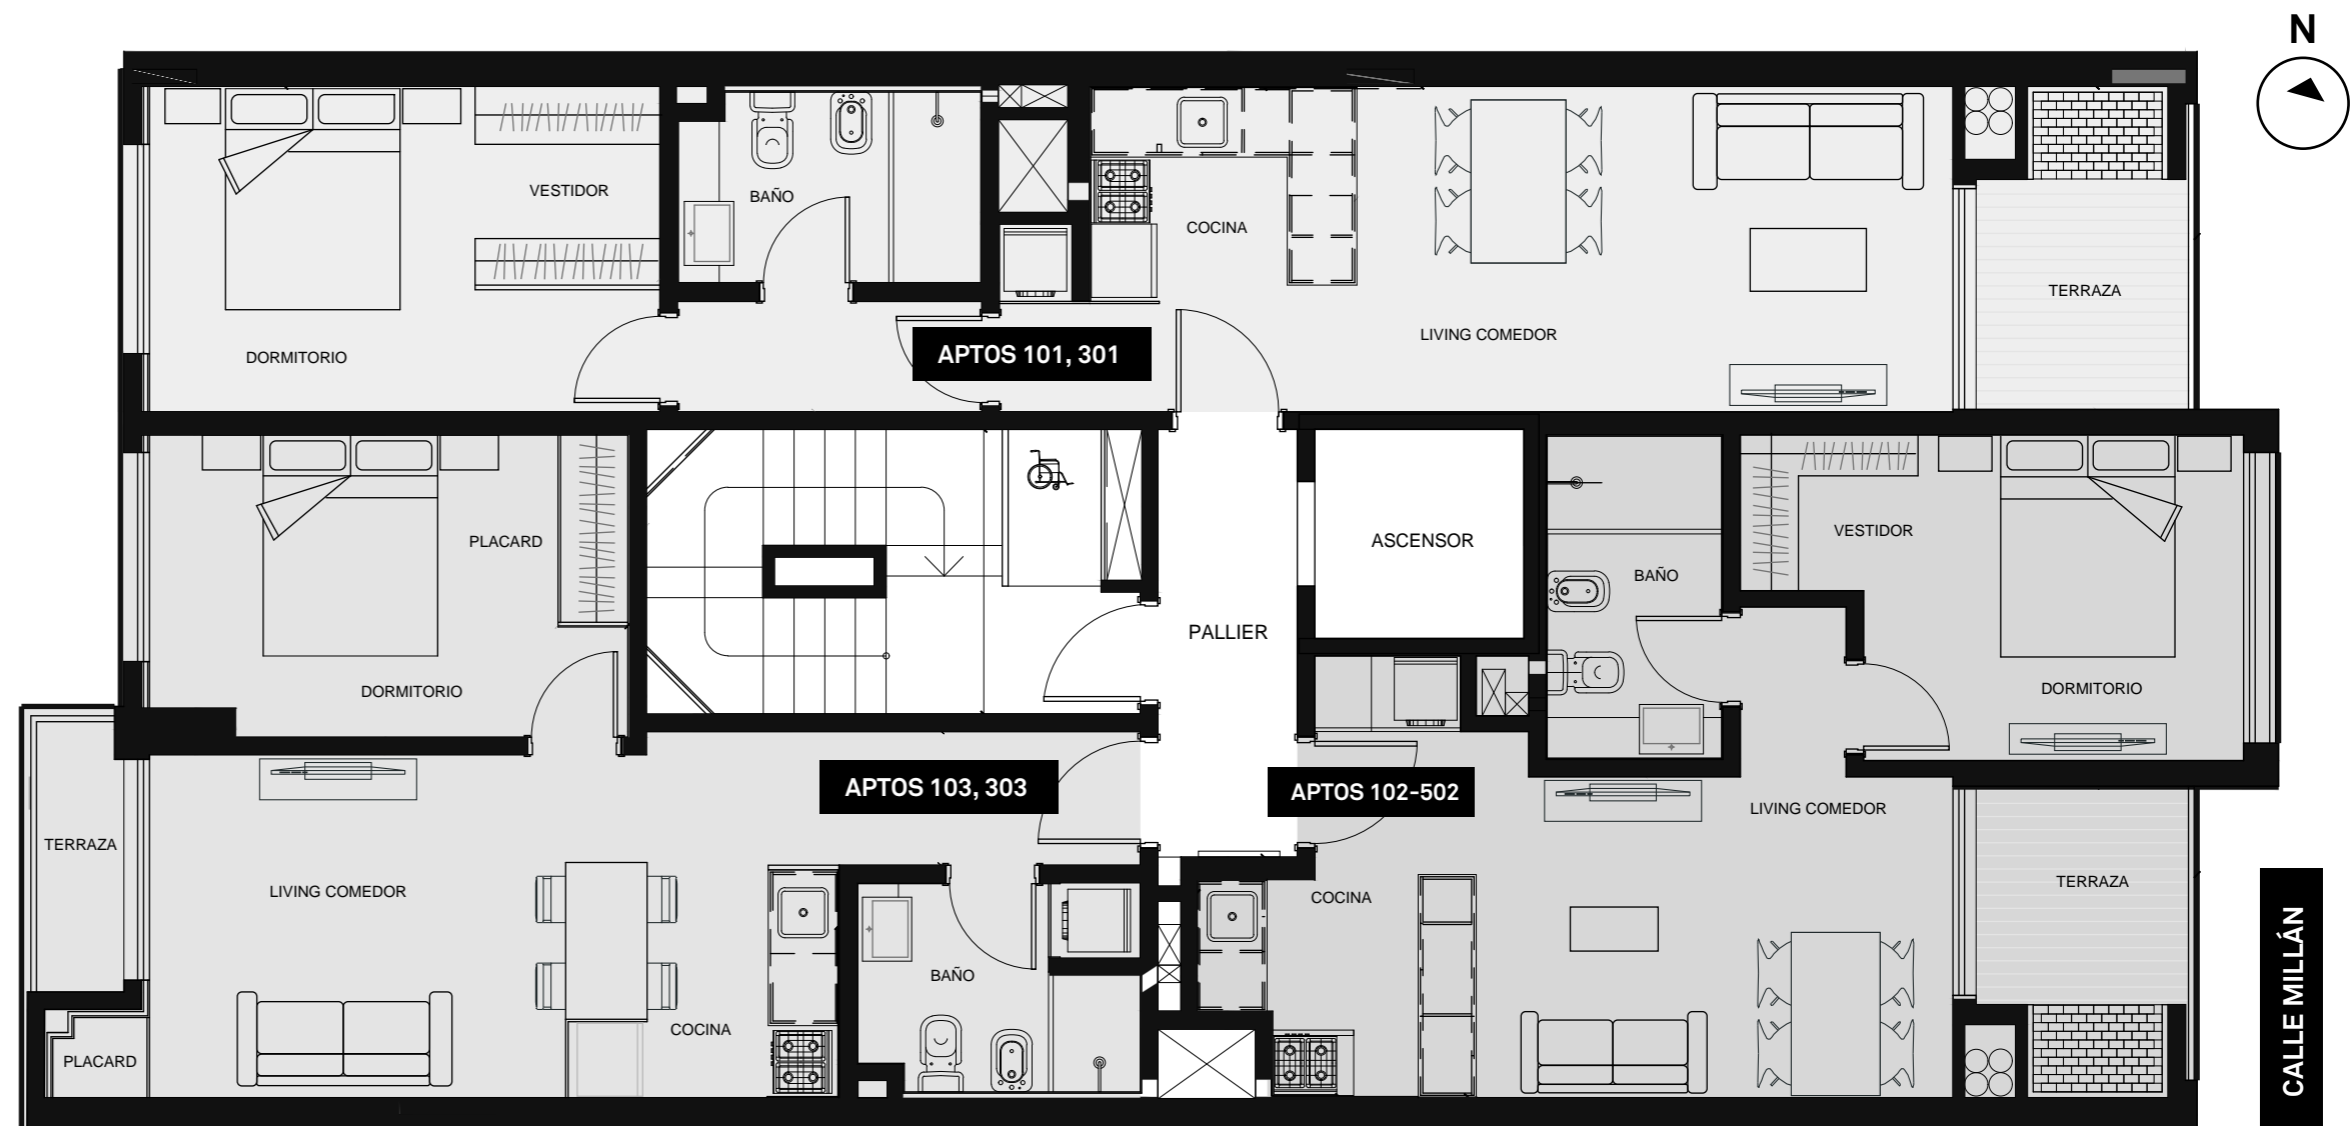 N
VESTIDOR
BAÑO
COCINA
TERRAZA
LIVING COMEDOR
DORMITORIO
APTOS 101, 301
PLACARD
ASCENSOR
VESTIDOR
BAÑO
PALLIER
DORMITORIO
DORMITORIO
APTOS 103, 303
APTOS 102-502
LIVING COMEDOR
TERRAZA
LIVING COMEDOR
COCINA
TERRAZA
BAÑO
COCINA
PLACARD
CALLE MILLÁN